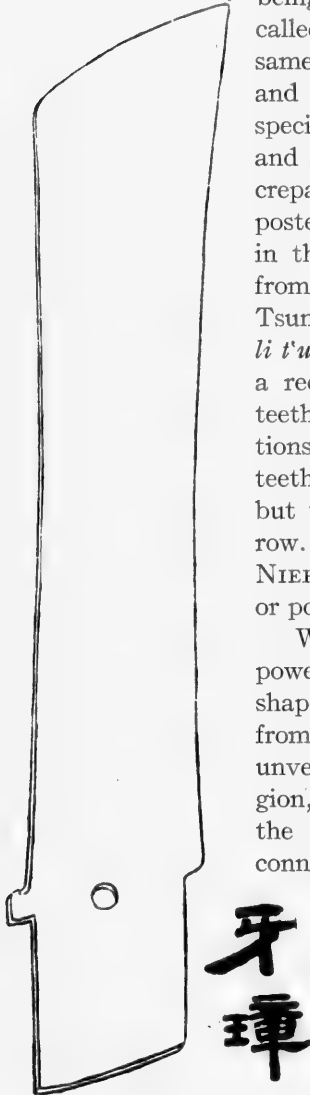 being
called
same
and
speci
and
crepa
poste
in th
from
Tsun
li t‘u
a rec
teeth
tions
teeth
but
row.
NIEH
or po
W
powe
shap
from
unve
gion,
the
conn
牙
璋